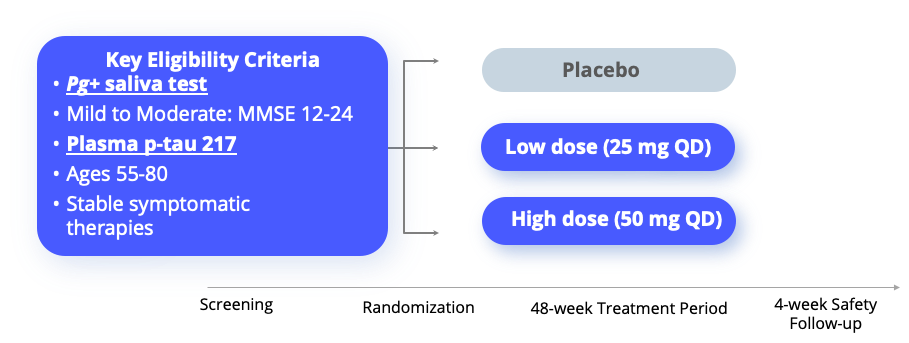 Key Eligibility Criteria
• Pg+ saliva test
• Mild to Moderate: MMSE 12-24
• Plasma p-tau 217
• Ages 55-80
• Stable symptomatic
therapies
Placebo
Low dose (25 mg QD)
High dose (50 mg QD)
Screening
Randomization
48-week Treatment Period
4-week Safety
Follow-up